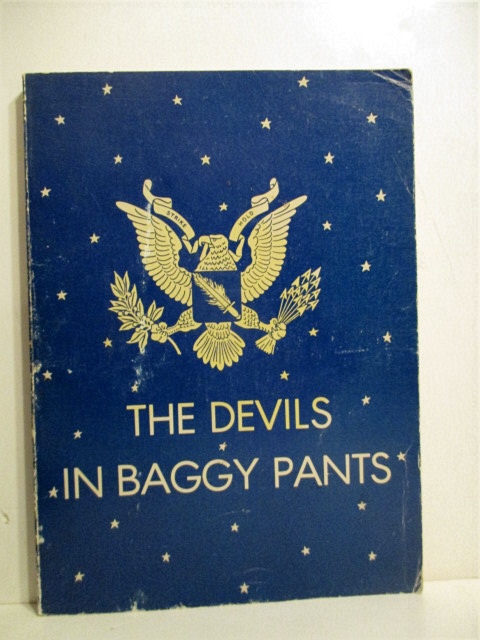 STRIKE HOLD
THE DEVILS
IN BAGGY PANTS